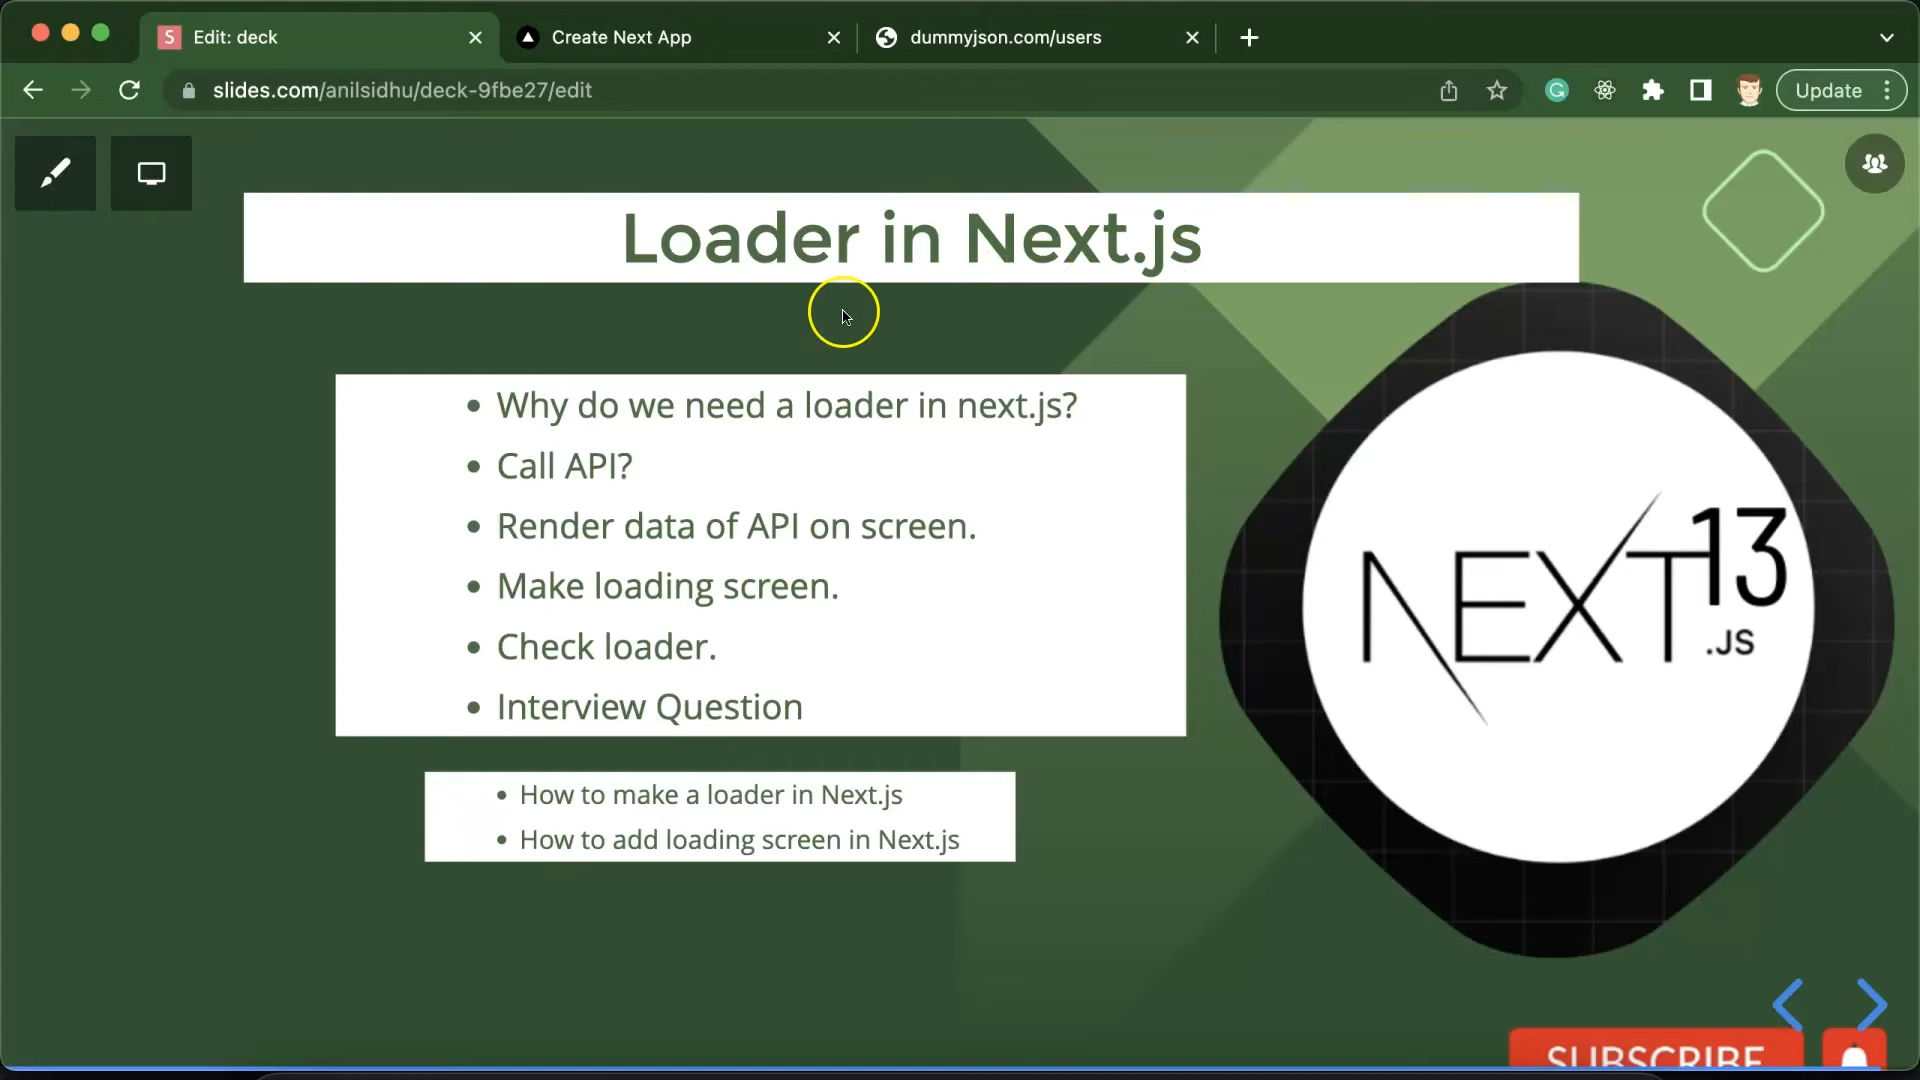 Edit: deck
Create Next App
dummyjson.com/users
slides.com/anilsidhu/deck-9fbe27/edit
Update
Loader in Next.js
• Why do we need a loader in next.js?
• Call API?
• Render data of API on screen.
• Make loading screen.
• Check loader.
• Interview Question
• How to make a loader in Next.js
• How to add loading screen in Next.js
NEXT13
.JS
SUBSCRIBE